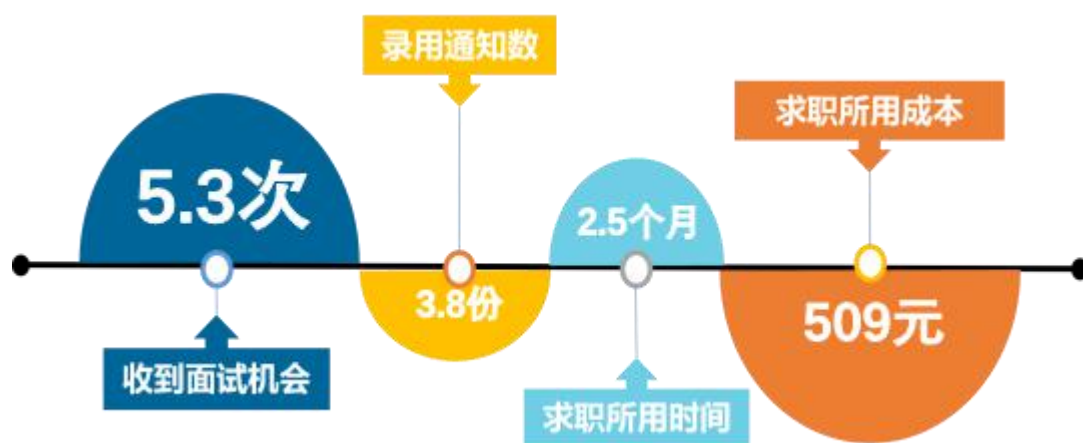 录用通知数
求职所用成本
5.3次
2.5个月
3.8份
509元
收到面试机会
求职所用时间